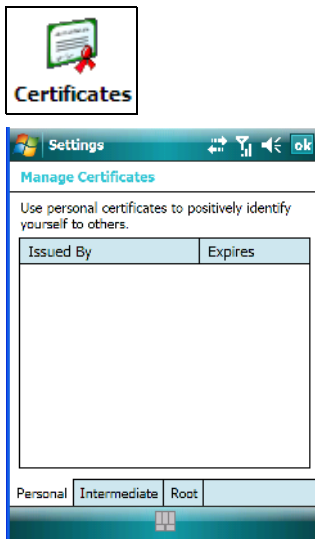 Certificates
Settings ok
Manage Certificates
Use personal certificates to positively identify
yourself to others.
Issued By Expires
Personal Intermediate Root